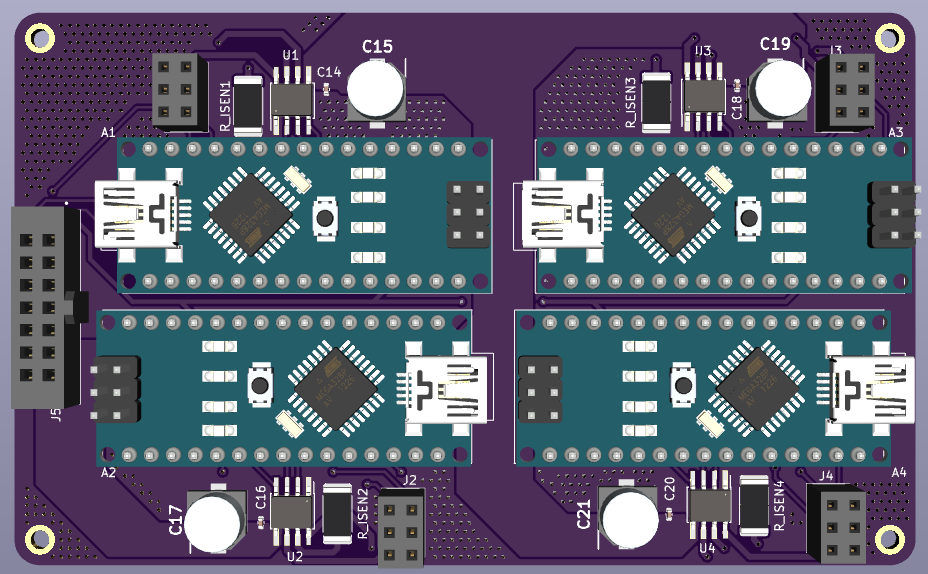 U1
C15
C14
R_ISEN1
A1
U3
C19
J3
C18
R_ISEN3
A3
J5
A2
C17
C16
U2
R_ISEN2
J2
C21
C20
U4
R_ISEN4
J4
A4